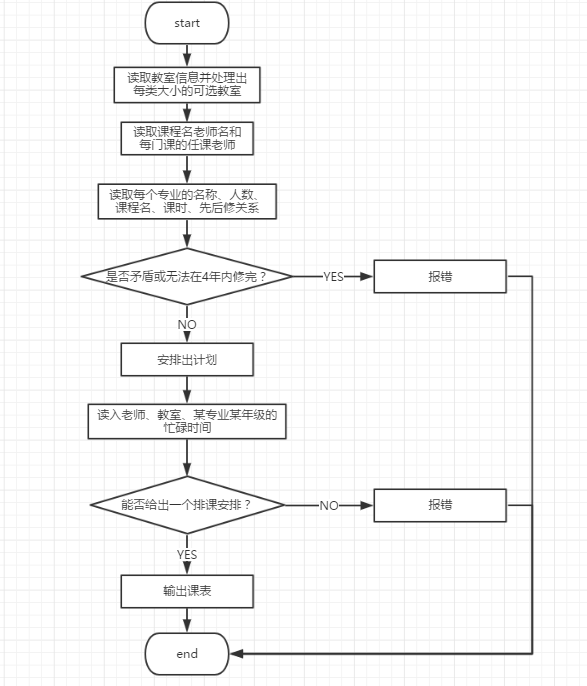 start
读取教室信息并处理出
每类大小的可选教室
读取课程名老师名和
每门课的任课老师
读取每个专业的名称、人数、
课程名、课时、先后修关系
是否矛盾或无法在4年内修完？
YES
报错
NO
安排出计划
读入老师、教室、某专业某年级的
忙碌时间
能否给出一个排课安排？
NO
报错
YES
输出课表
end